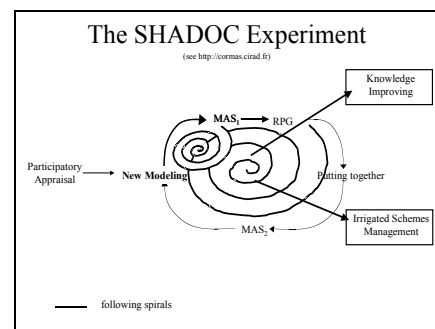 The SHADOC Experiment
(see http://cormas.cirad.fr)
Knowledge
Improving
MAS₁
RPG
Participatory
Appraisal
New Modeling
Putting together
MAS₂
Irrigated Schemes
Management
following spirals